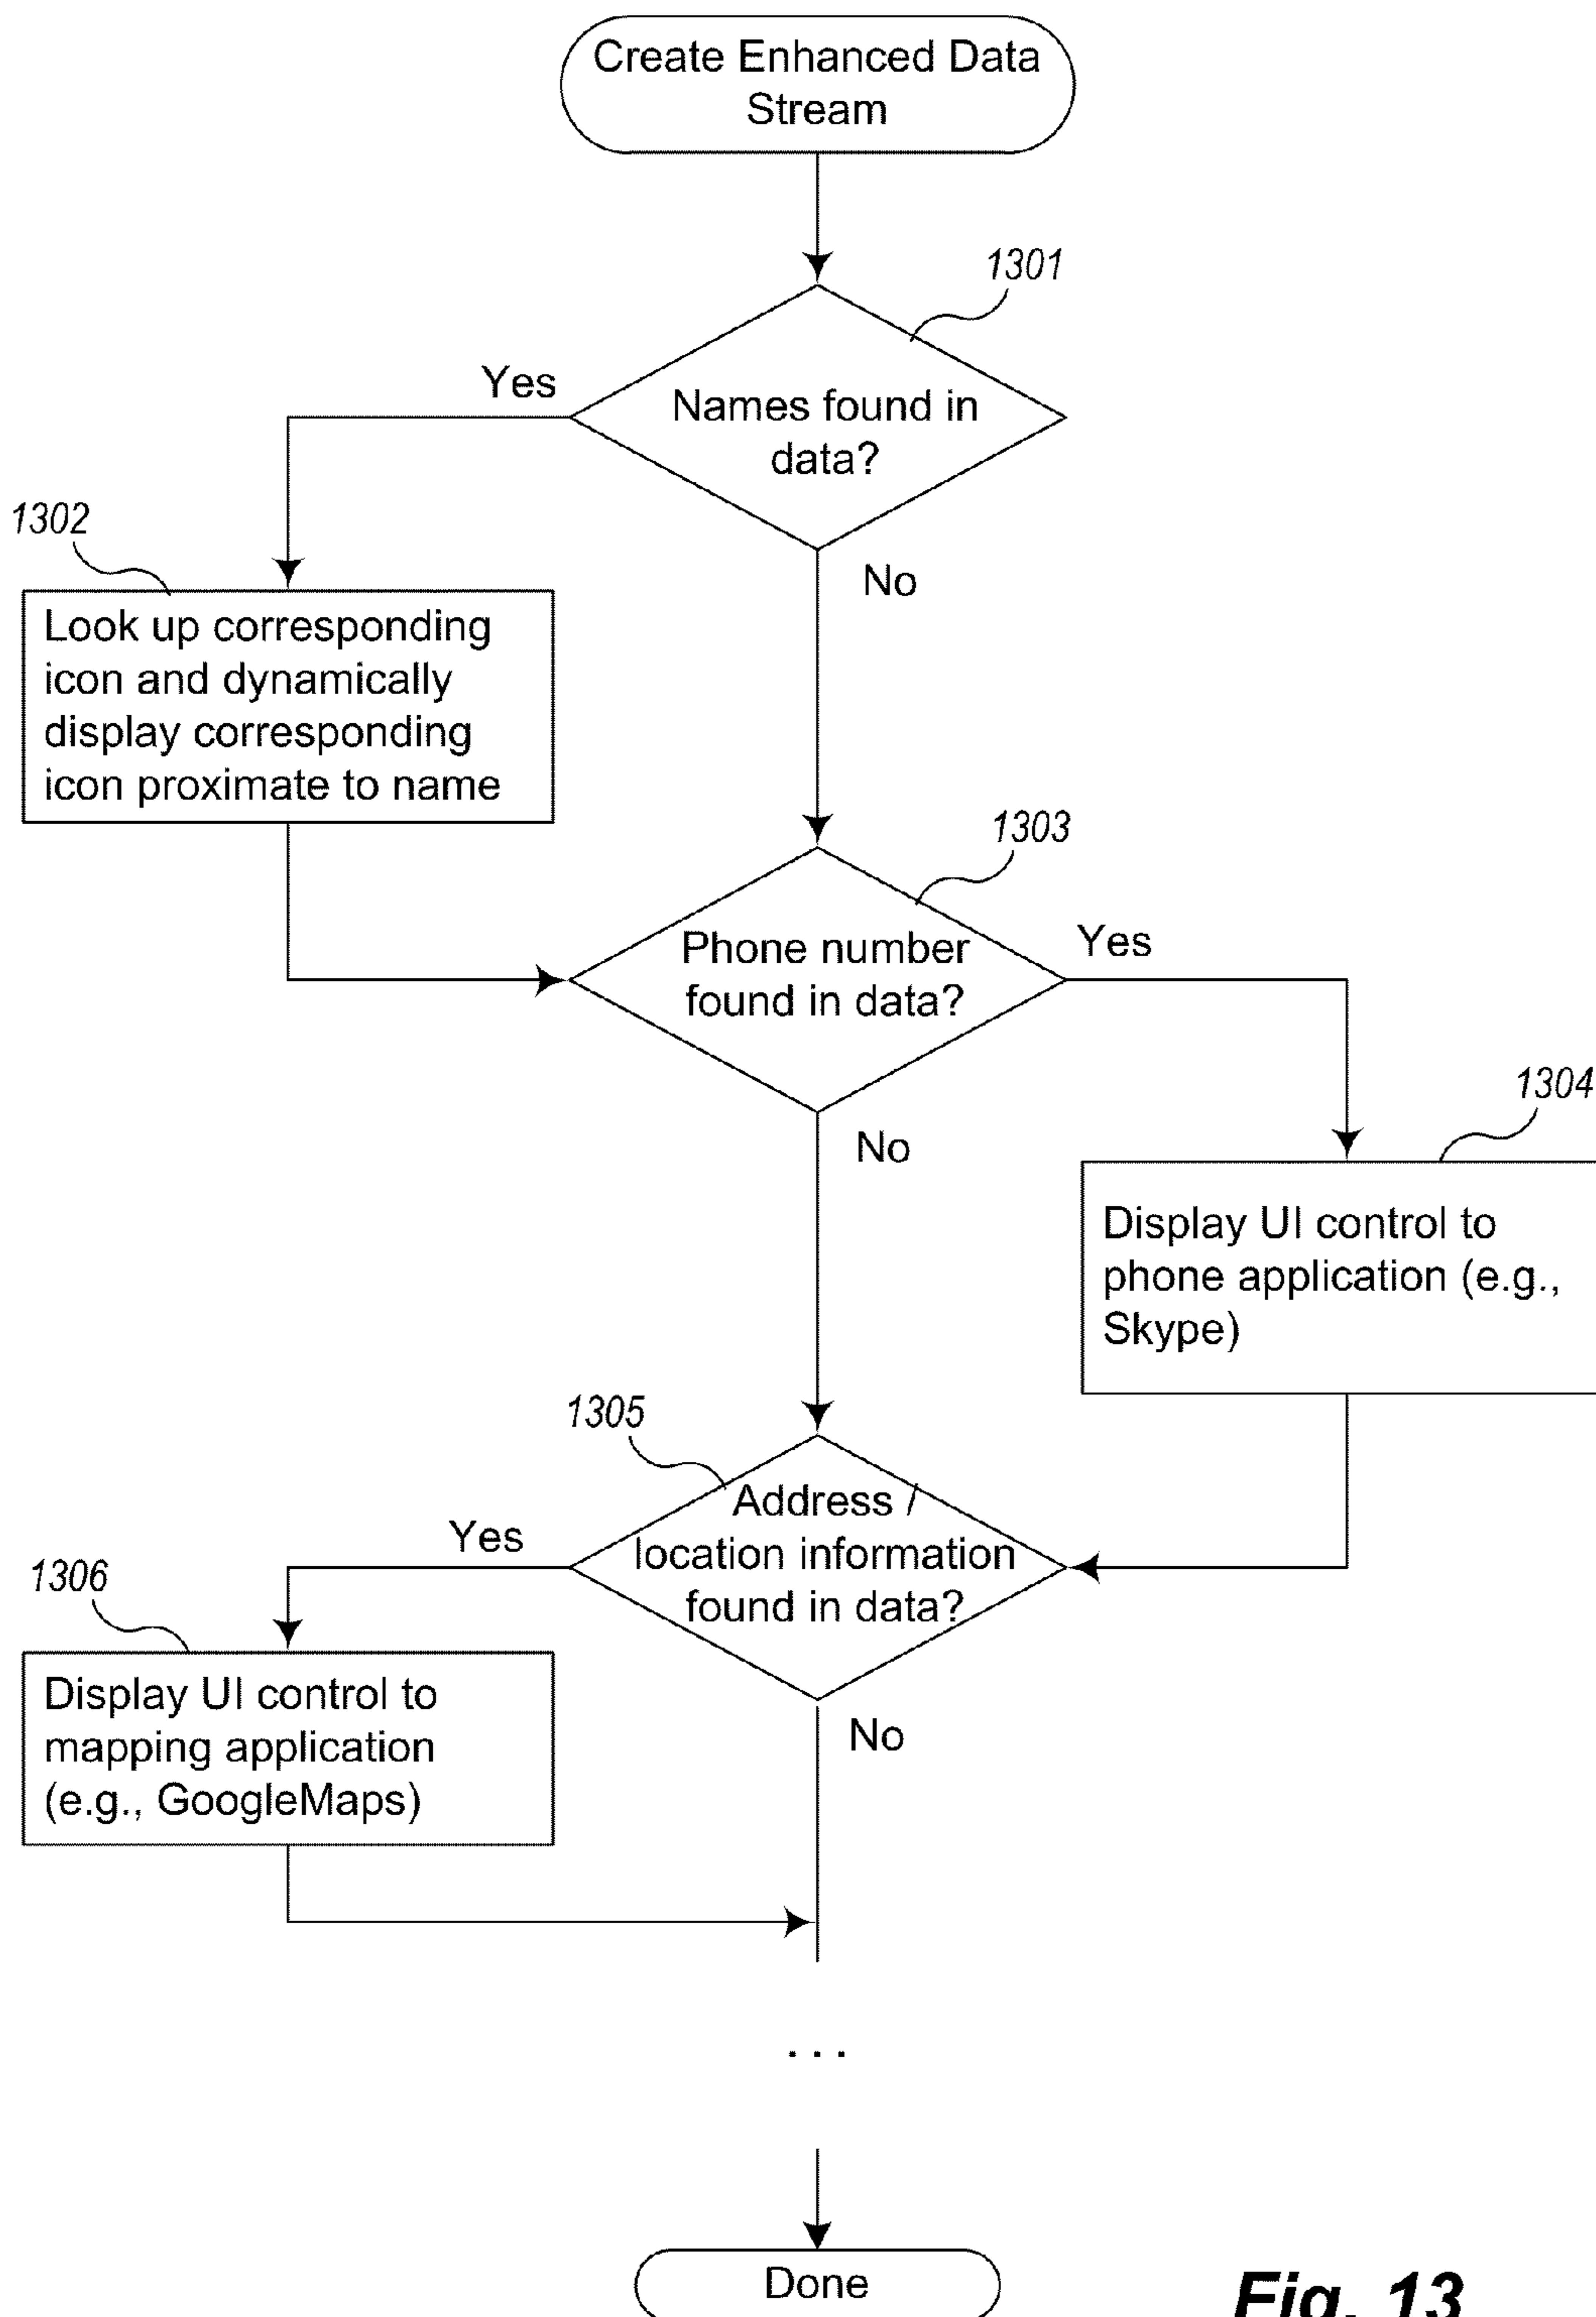 Create Enhanced Data
Stream
1301
Yes
Names found in
data?
1302
No
Look up corresponding
icon and dynamically
display corresponding
icon proximate to name
1303
Phone number
found in data?
Yes
1304
No
Display UI control to
phone application (e.g.,
Skype)
1305
Address /
location information
found in data?
Yes
1306
No
Display UI control to
mapping application
(e.g., GoogleMaps)
...
Done
Fig. 13